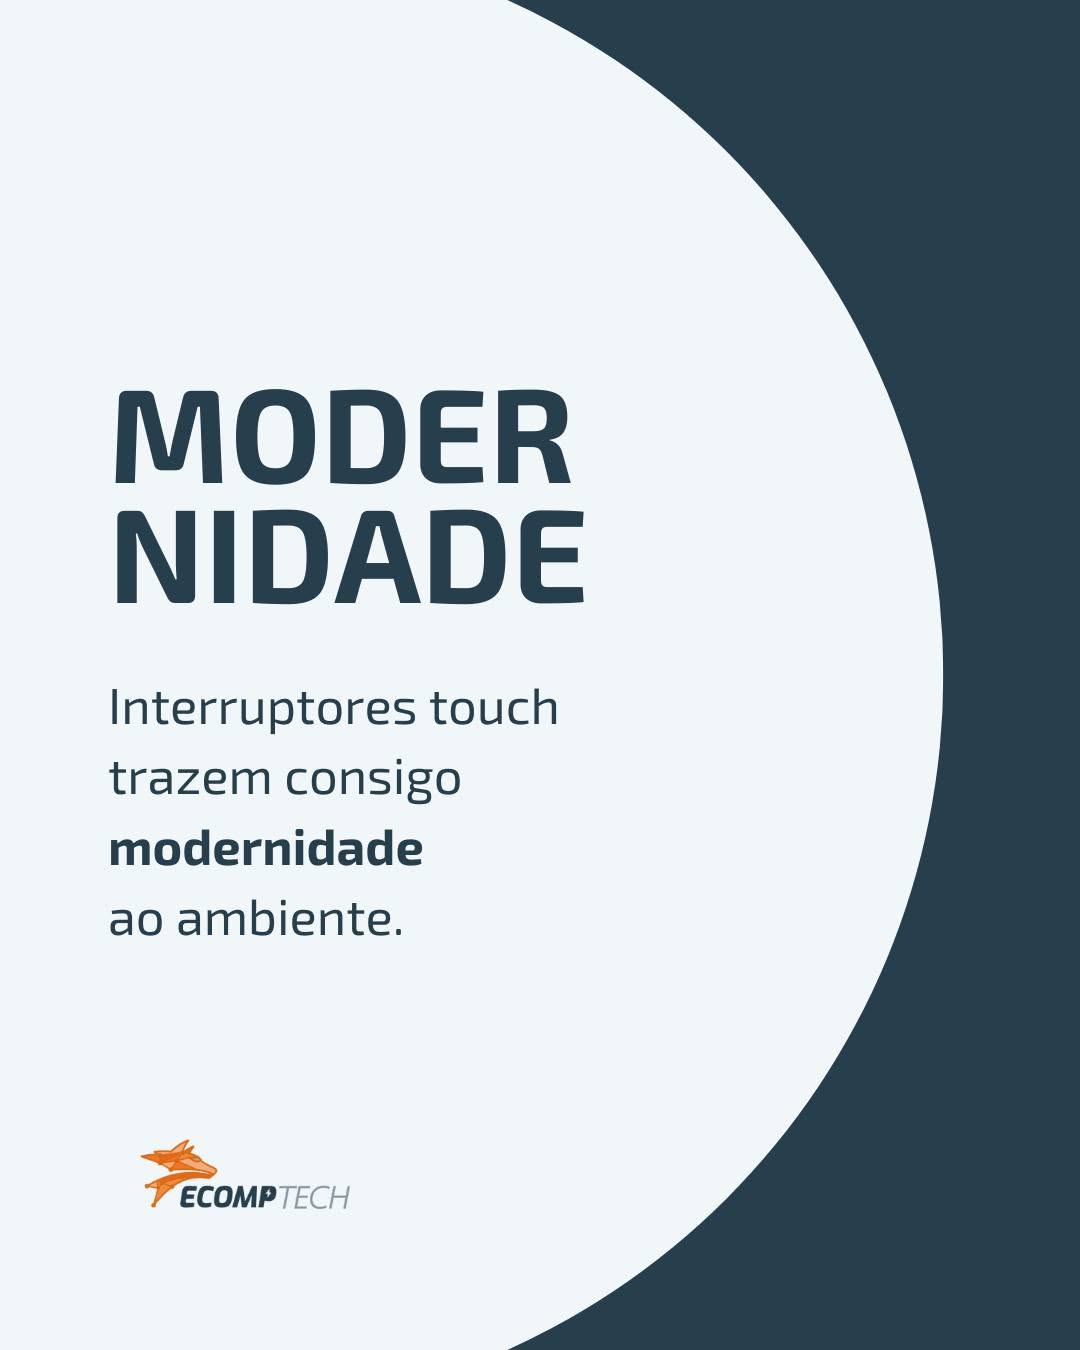 MODER
NIDADE
Interruptores touch
trazem consigo
modernidade
ao ambiente.
ECOMPTECH